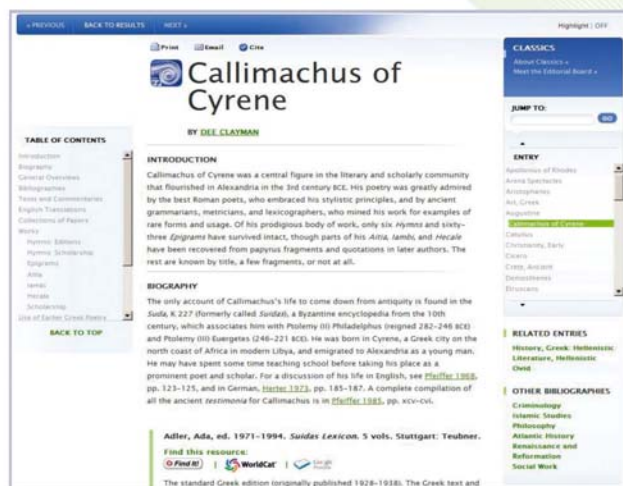 « PREVIOUS
BACK TO RESULTS
NEXT »
Highlight : OFF
Print
Email
Cite
Callimachus of
Cyrene
BY DEE CLAYMAN
TABLE OF CONTENTS
Introduction
Biography
General Overviews
Bibliographies
Texts and Commentaries
English Translations
Collections of Papers
Works
Hymns: Editions
Hymns: Scholarship
Epigrams
Aitia
Iambi
Hecale
Scholarship
Use of Earlier Greek Poetry
BACK TO TOP
INTRODUCTION
Callimachus of Cyrene was a central figure in the literary and scholarly community
that flourished in Alexandria in the 3rd century BCE. His poetry was greatly admired
by the best Roman poets, who embraced his stylistic principles, and by ancient
grammarians, metricians, and lexicographers, who mined his work for examples of
rare forms and usage. Of his prodigious body of work, only six Hymns and sixty-
three Epigrams have survived intact, though parts of his Aitia, Iambi, and Hecale
have been recovered from papyrus fragments and quotations in later authors. The
rest are known by title, a few fragments, or not at all.
BIOGRAPHY
The only account of Callimachus's life to come down from antiquity is found in the
Suda, K 227 (formerly called Suidas), a Byzantine encyclopedia from the 10th
century, which associates him with Ptolemy (II) Philadelphus (reigned 282–246 BCE)
and Ptolemy (III) Euergetes (246–221 BCE). He was born in Cyrene, a Greek city on the
north coast of Africa in modern Libya, and emigrated to Alexandria as a young man.
He may have spent some time teaching school before taking his place as a
prominent poet and scholar. For a discussion of his life in English, see Pfeiffer 1968,
pp. 123–125, and in German, Herter 1973, pp. 185–187. A complete compilation of
all the ancient testimonia for Callimachus is in Pfeiffer 1985, pp. xcv–cvi.
Adler, Ada, ed. 1971–1994. Suidas Lexicon. 5 vols. Stuttgart: Teubner.
Find this resource:
Find It!
WorldCat
The standard Greek edition (originally published 1928–1938). The Greek text and
CLASSICS
About Classics »
Meet the Editorial Board »
JUMP TO:
GO
ENTRY
Apollonius of Rhodes
Arena Spectacles
Aristophanes
Art, Greek
Augustine
Callimachus of Cyrene
Catullus
Christianity, Early
Cicero
Crete, Ancient
Demosthenes
Etruscans
RELATED ENTRIES
History, Greek: Hellenistic
Literature, Hellenistic
Ovid
OTHER BIBLIOGRAPHIES
Criminology
Islamic Studies
Philosophy
Atlantic History
Renaissance and
Reformation
Social Work